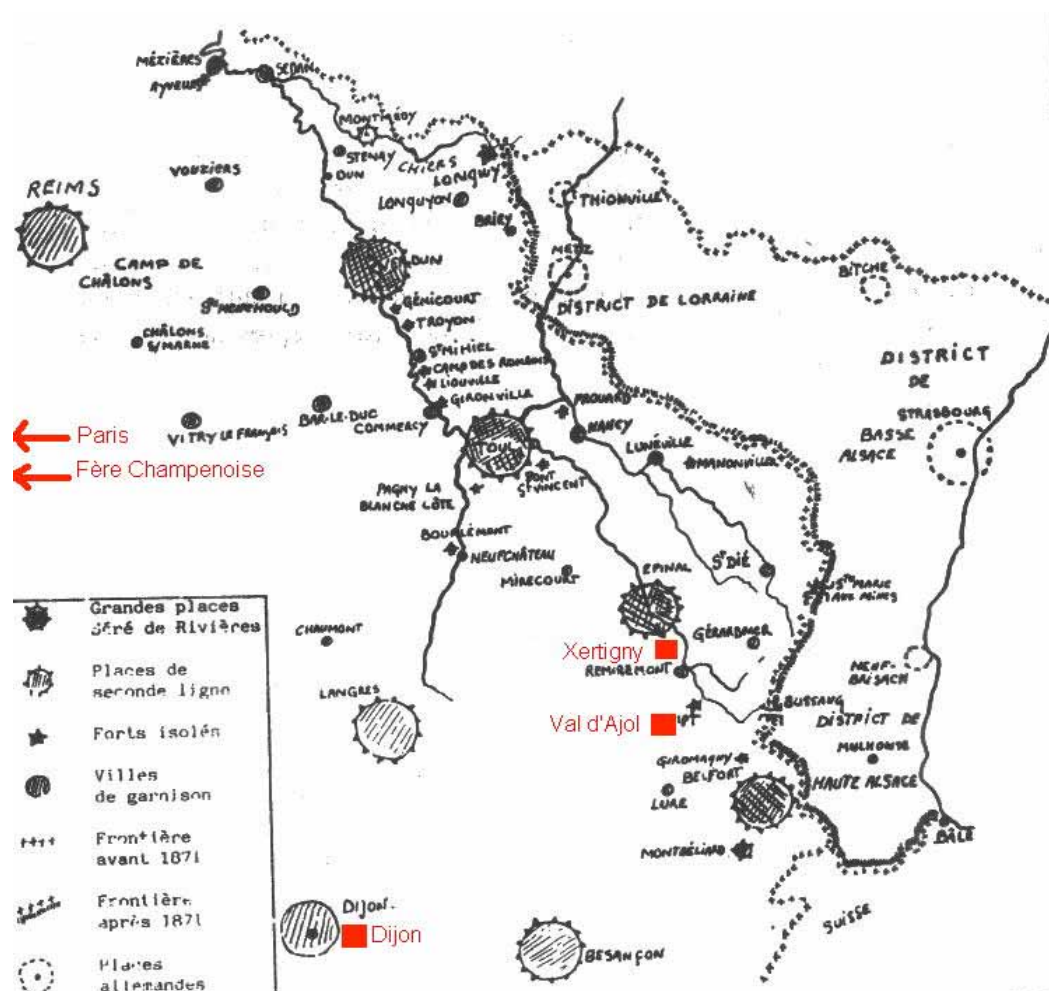 MÉZIÈRES
AYVELLES
SEDAN
MONTMÉDY
STENAY
CHIERS
DUN
LONGWY
VOUZIERS
LONGUYON
REIMS
THIONVILLE
BRIEY
METZ
BITCHE
CAMP DE
CHÂLONS
VERDUN
DISTRICT DE LORRAINE
GÉNICOURT
TROYON
CHÂLONS
S/MARNE
ST MIHIEL
CAMP DES ROMAINS
LIOUVILLE
GIRONVILLE
DISTRICT
DE
BASSE
ALSACE
STRASBOURG
FROUARD
BAR-LE-DUC
COMMERCY
VITRY LE FRANÇOIS
Paris
NANCY
LUNÉVILLE
TOUL
MANONVILLER
Fère Champenoise
PONT
ST VINCENT
PAGNY LA
BLANCHE CÔTE
BOURLÉMONT
NEUFCHÂTEAU
MIRECOURT
EPINAL
ST DIÉ
STE MARIE
AUX MINES
Grandes places
Séré de Rivières
CHAUMONT
GÉRARDMER
Xertigny
REMIREMONT
NEUF-
BRISACH
Places de
seconde ligne
LANGRES
BUSSANG
Val d'Ajol
DISTRICT DE
HAUTE ALSACE
MULHOUSE
Forts isolés
GIROMAGNY
BELFORT
LURE
Villes
de garnison
BÂLE
MONTBÉLIARD
Frontière
avant 1871
SUISSE
Frontière
après 1871
DIJON.
Dijon
BESANÇON
Places
allemandes